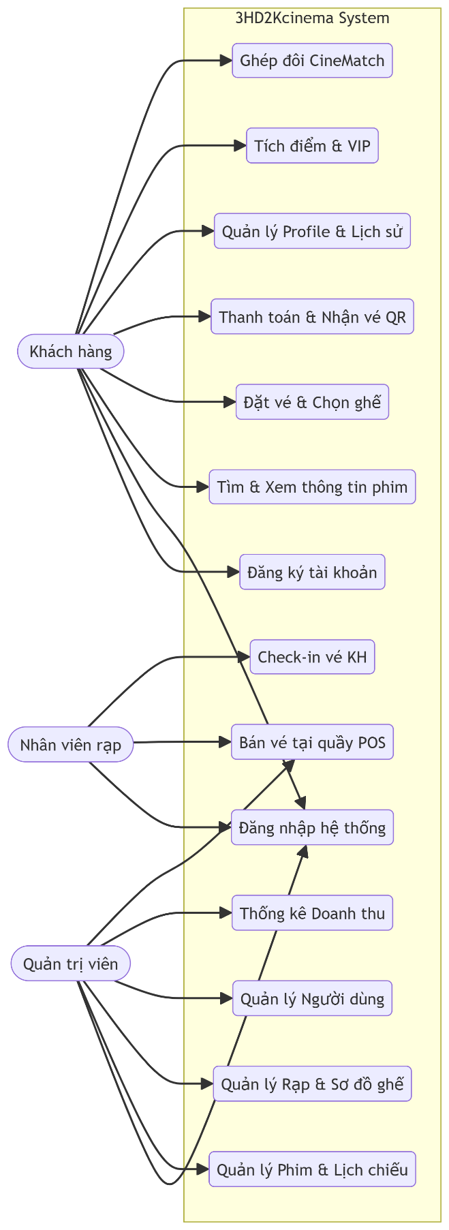 3HD2Kcinema System
Ghép đôi CineMatch
Tích điểm & VIP
Quản lý Profile & Lịch sử
Thanh toán & Nhận vé QR
Khách hàng
Đặt vé & Chọn ghế
Tìm & Xem thông tin phim
Đăng ký tài khoản
Check-in vé KH
Nhân viên rạp
Bán vé tại quầy POS
Đăng nhập hệ thống
Thống kê Doanh thu
Quản trị viên
Quản lý Người dùng
Quản lý Rạp & Sơ đồ ghế
Quản lý Phim & Lịch chiếu